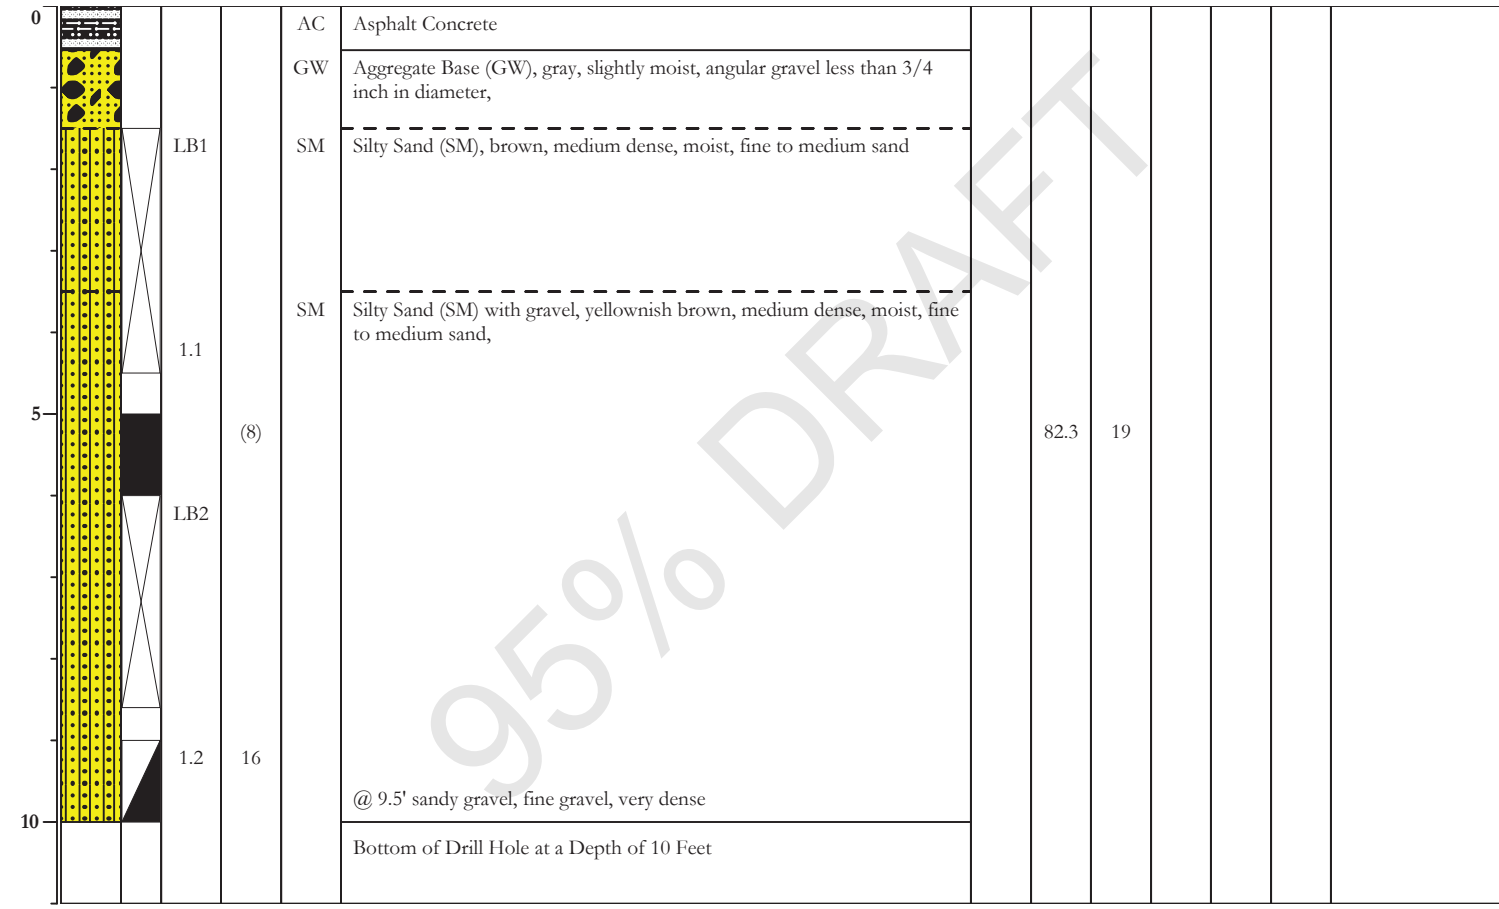 0
AC Asphalt Concrete
GW Aggregate Base (GW), gray, slightly moist, angular gravel less than 3/4
inch in diameter,
LB1 SM Silty Sand (SM), brown, medium dense, moist, fine to medium sand
SM Silty Sand (SM) with gravel, yellownish brown, medium dense, moist, fine
to medium sand,
1.1
5
(8) 82.3 19
LB2
1.2 16
@ 9.5' sandy gravel, fine gravel, very dense
10
Bottom of Drill Hole at a Depth of 10 Feet
95% DRAFT